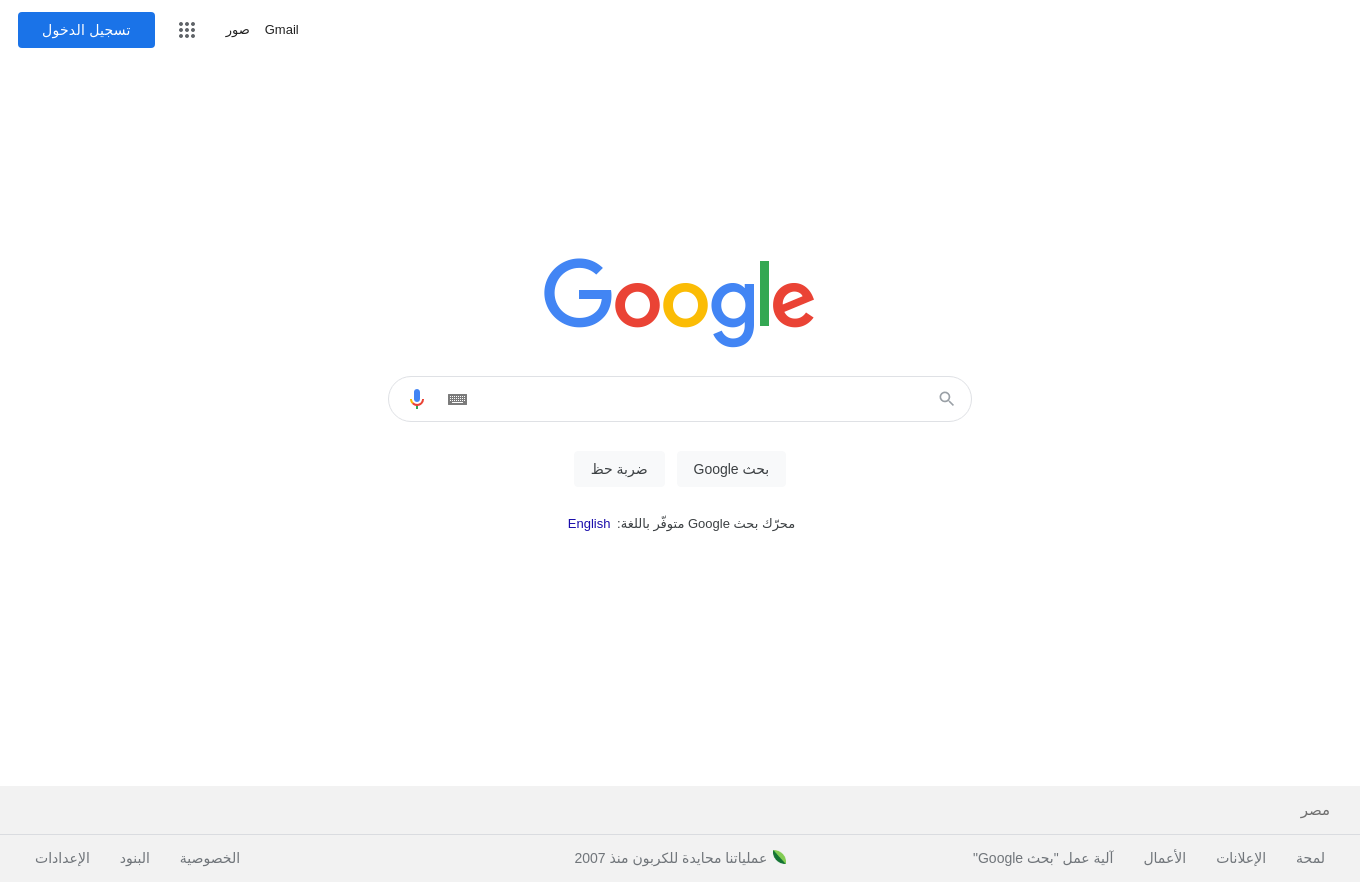 Gmail صور تسجيل الدخول
Google
بحث Google ضربة حظ
محرّك بحث Google متوفّر باللغة: English
مصر
لمحة الإعلانات الأعمال آلية عمل "بحث Google" عملياتنا محايدة للكربون منذ 2007 الخصوصية البنود الإعدادات